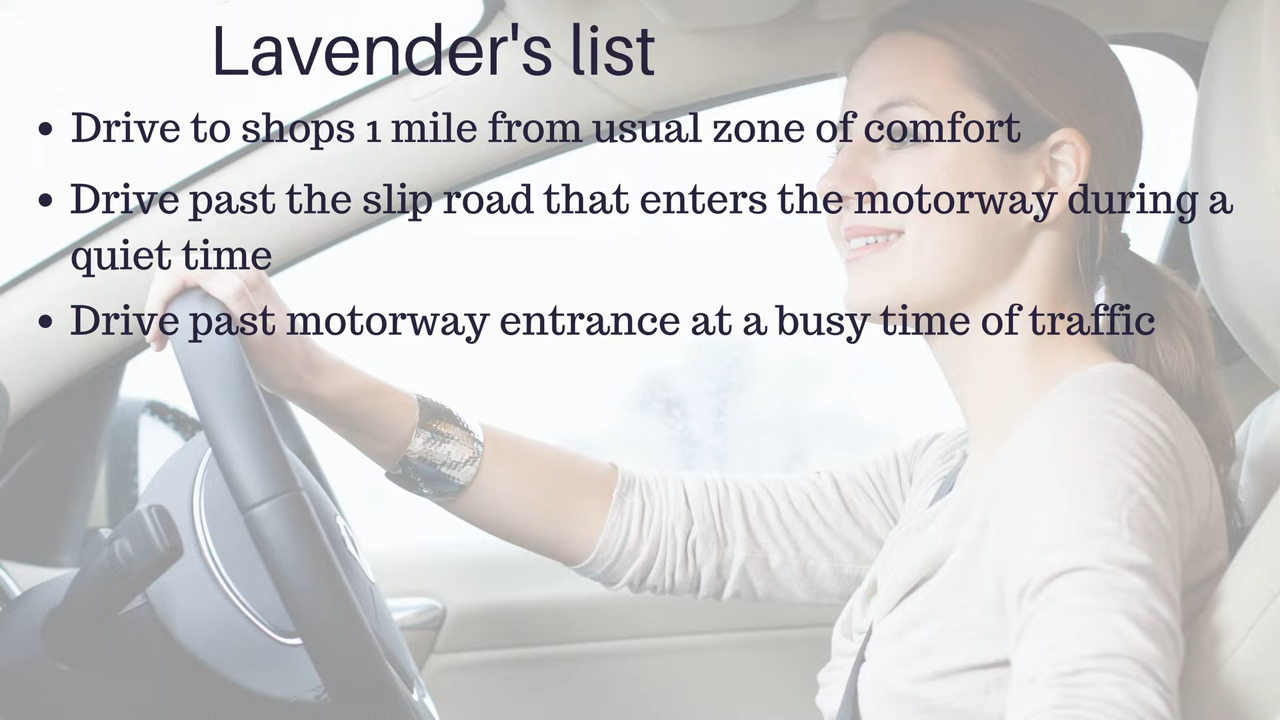 Lavender's list
• Drive to shops 1 mile from usual zone of comfort
• Drive past the slip road that enters the motorway during a
quiet time
• Drive past motorway entrance at a busy time of traffic